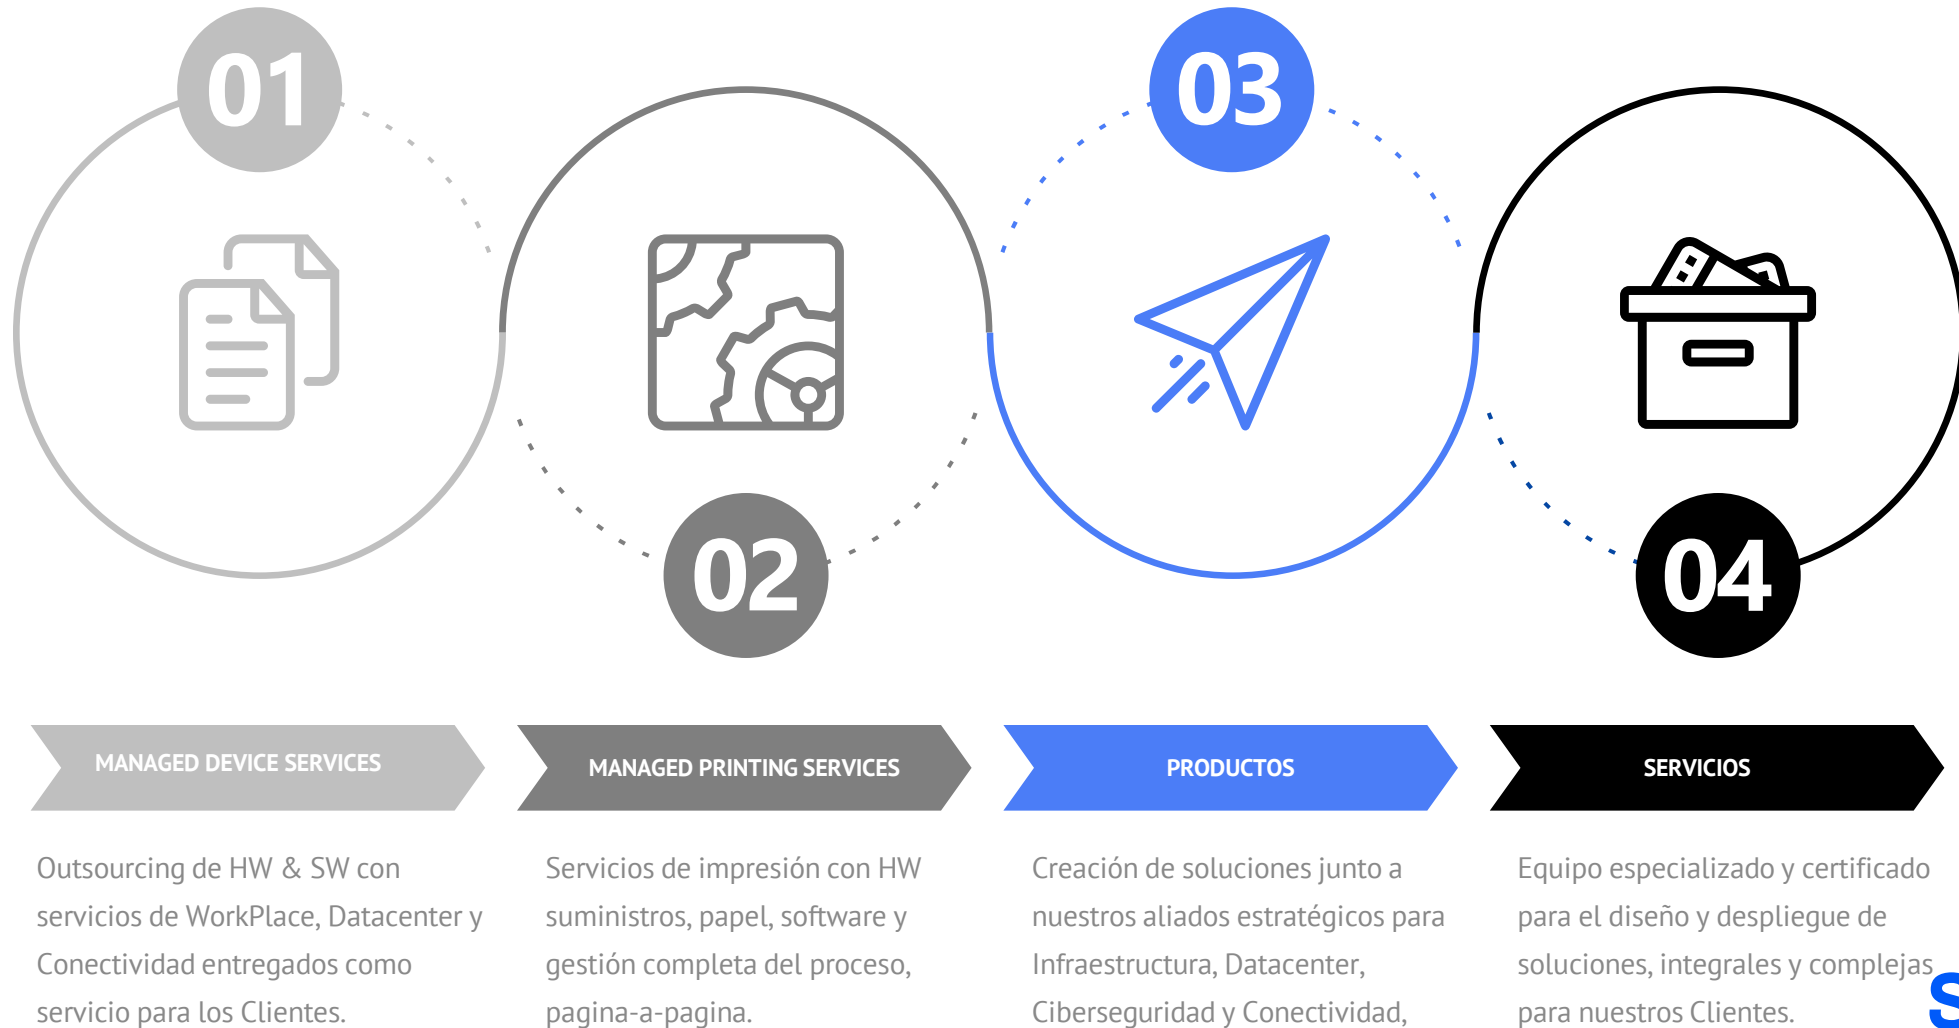 01
02
03
04
MANAGED DEVICE SERVICES
Outsourcing de HW & SW con
servicios de WorkPlace, Datacenter y
Conectividad entregados como
servicio para los Clientes.
MANAGED PRINTING SERVICES
Servicios de impresión con HW
suministros, papel, software y
gestión completa del proceso,
pagina-a-pagina.
PRODUCTOS
Creación de soluciones junto a
nuestros aliados estratégicos para
Infraestructura, Datacenter,
Ciberseguridad y Conectividad,
SERVICIOS
Equipo especializado y certificado
para el diseño y despliegue de
soluciones, integrales y complejas
para nuestros Clientes.